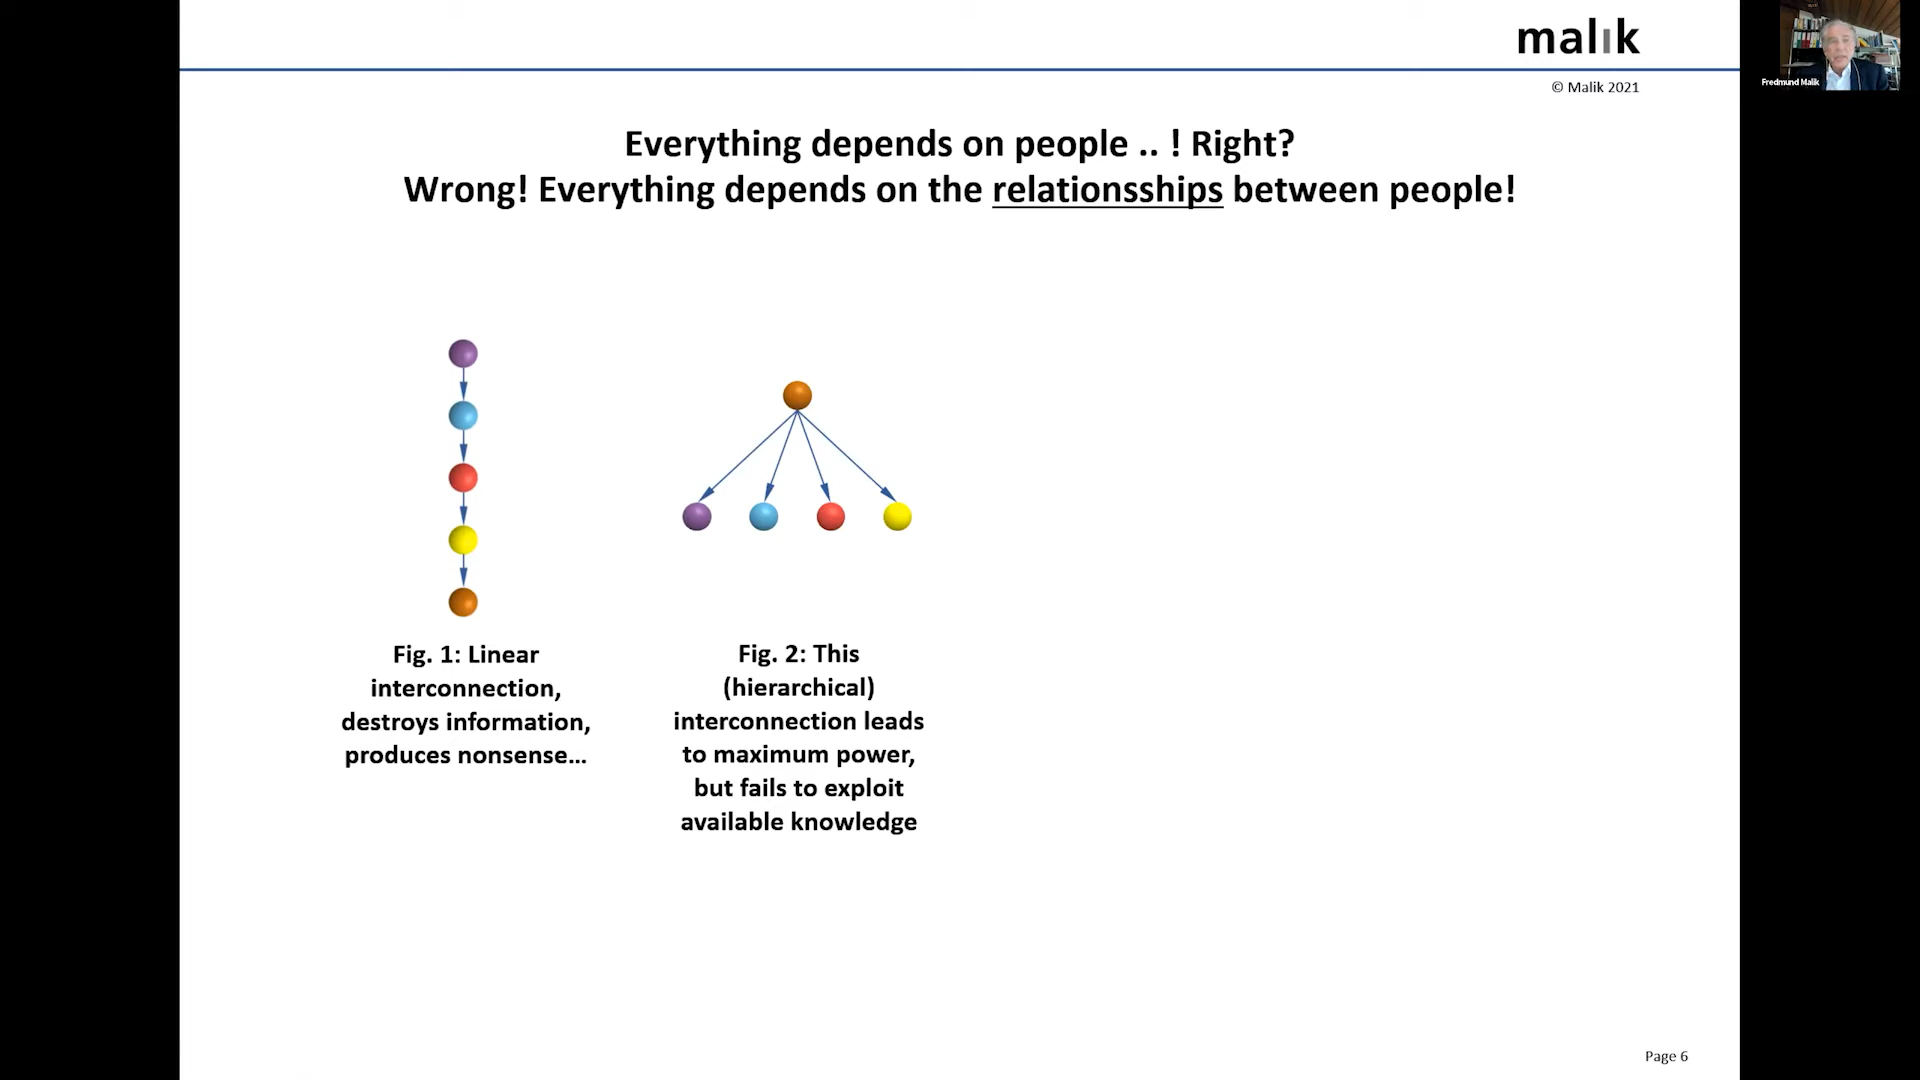 malik
© Malik 2021
Fredmund Malik
Everything depends on people .. ! Right?
Wrong! Everything depends on the relationsships between people!
Fig. 1: Linear
interconnection,
destroys information,
produces nonsense...
Fig. 2: This
(hierarchical)
interconnection leads
to maximum power,
but fails to exploit
available knowledge
Page 6